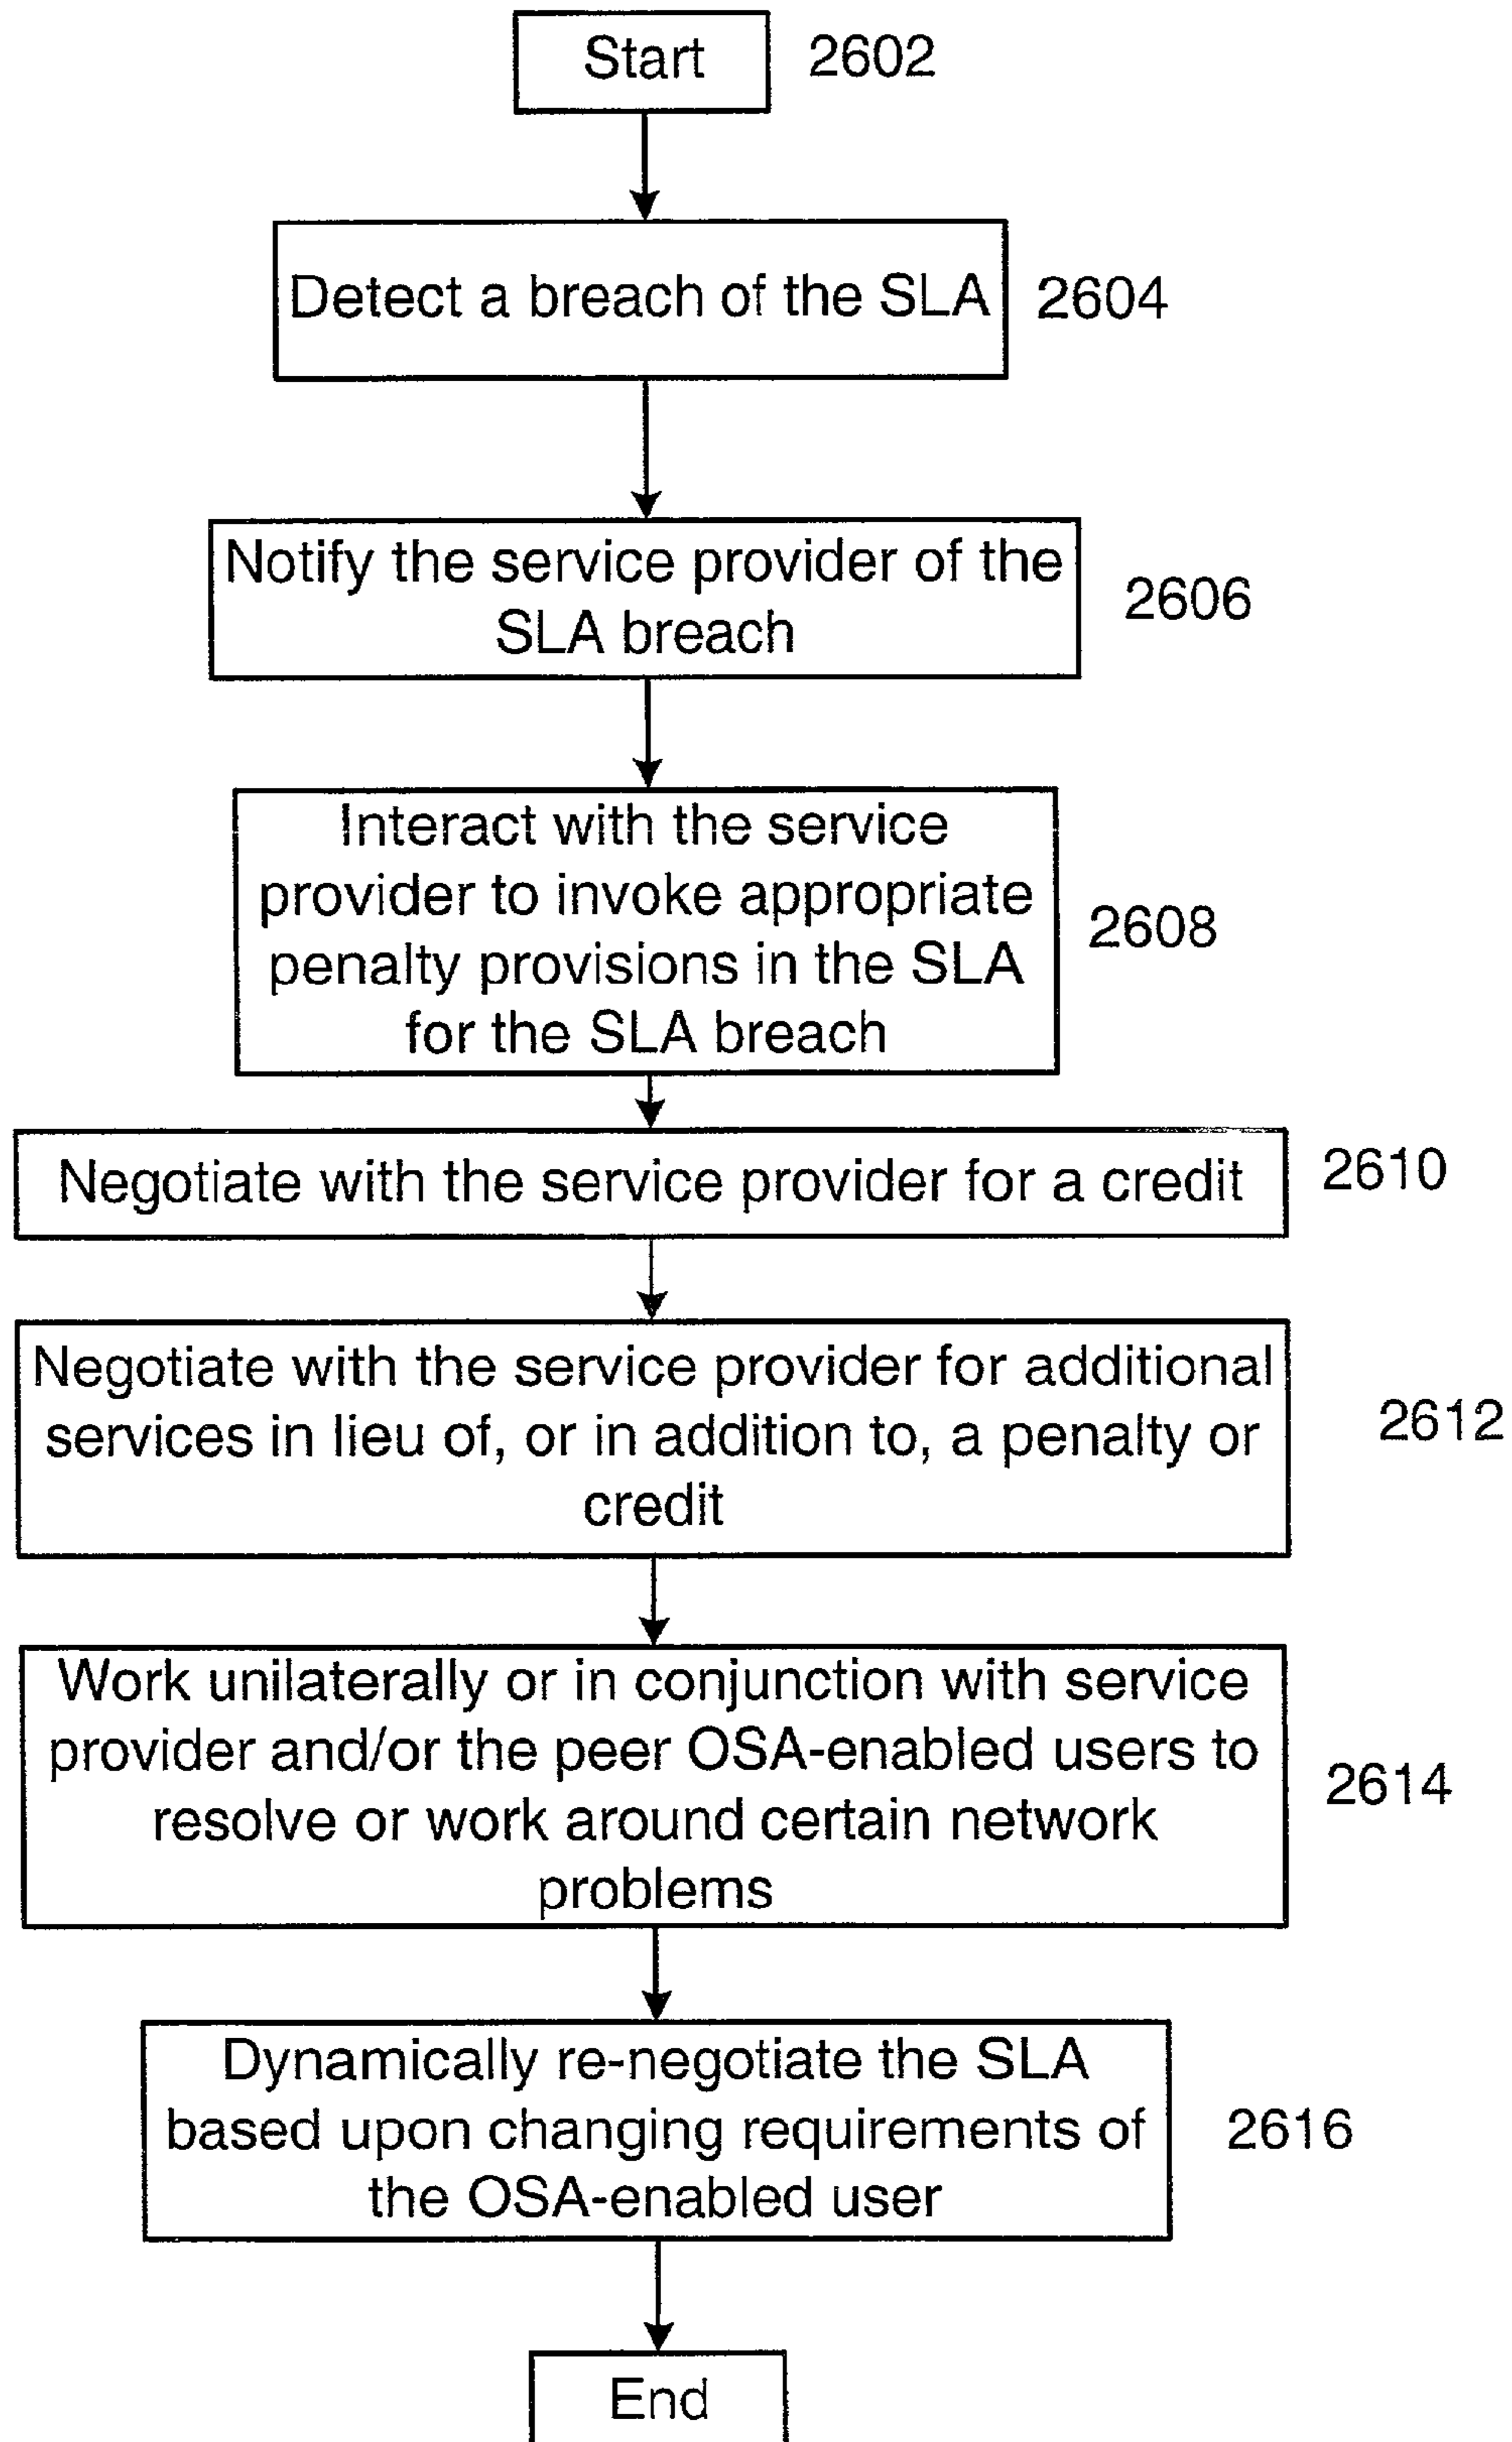 Start 2602
Detect a breach of the SLA 2604
Notify the service provider of the
SLA breach
2606
Interact with the service
provider to invoke appropriate
penalty provisions in the SLA
for the SLA breach
2608
Negotiate with the service provider for a credit 2610
Negotiate with the service provider for additional
services in lieu of, or in addition to, a penalty or
credit
2612
Work unilaterally or in conjunction with service
provider and/or the peer OSA-enabled users to
resolve or work around certain network
problems
2614
Dynamically re-negotiate the SLA
based upon changing requirements of
the OSA-enabled user
2616
End